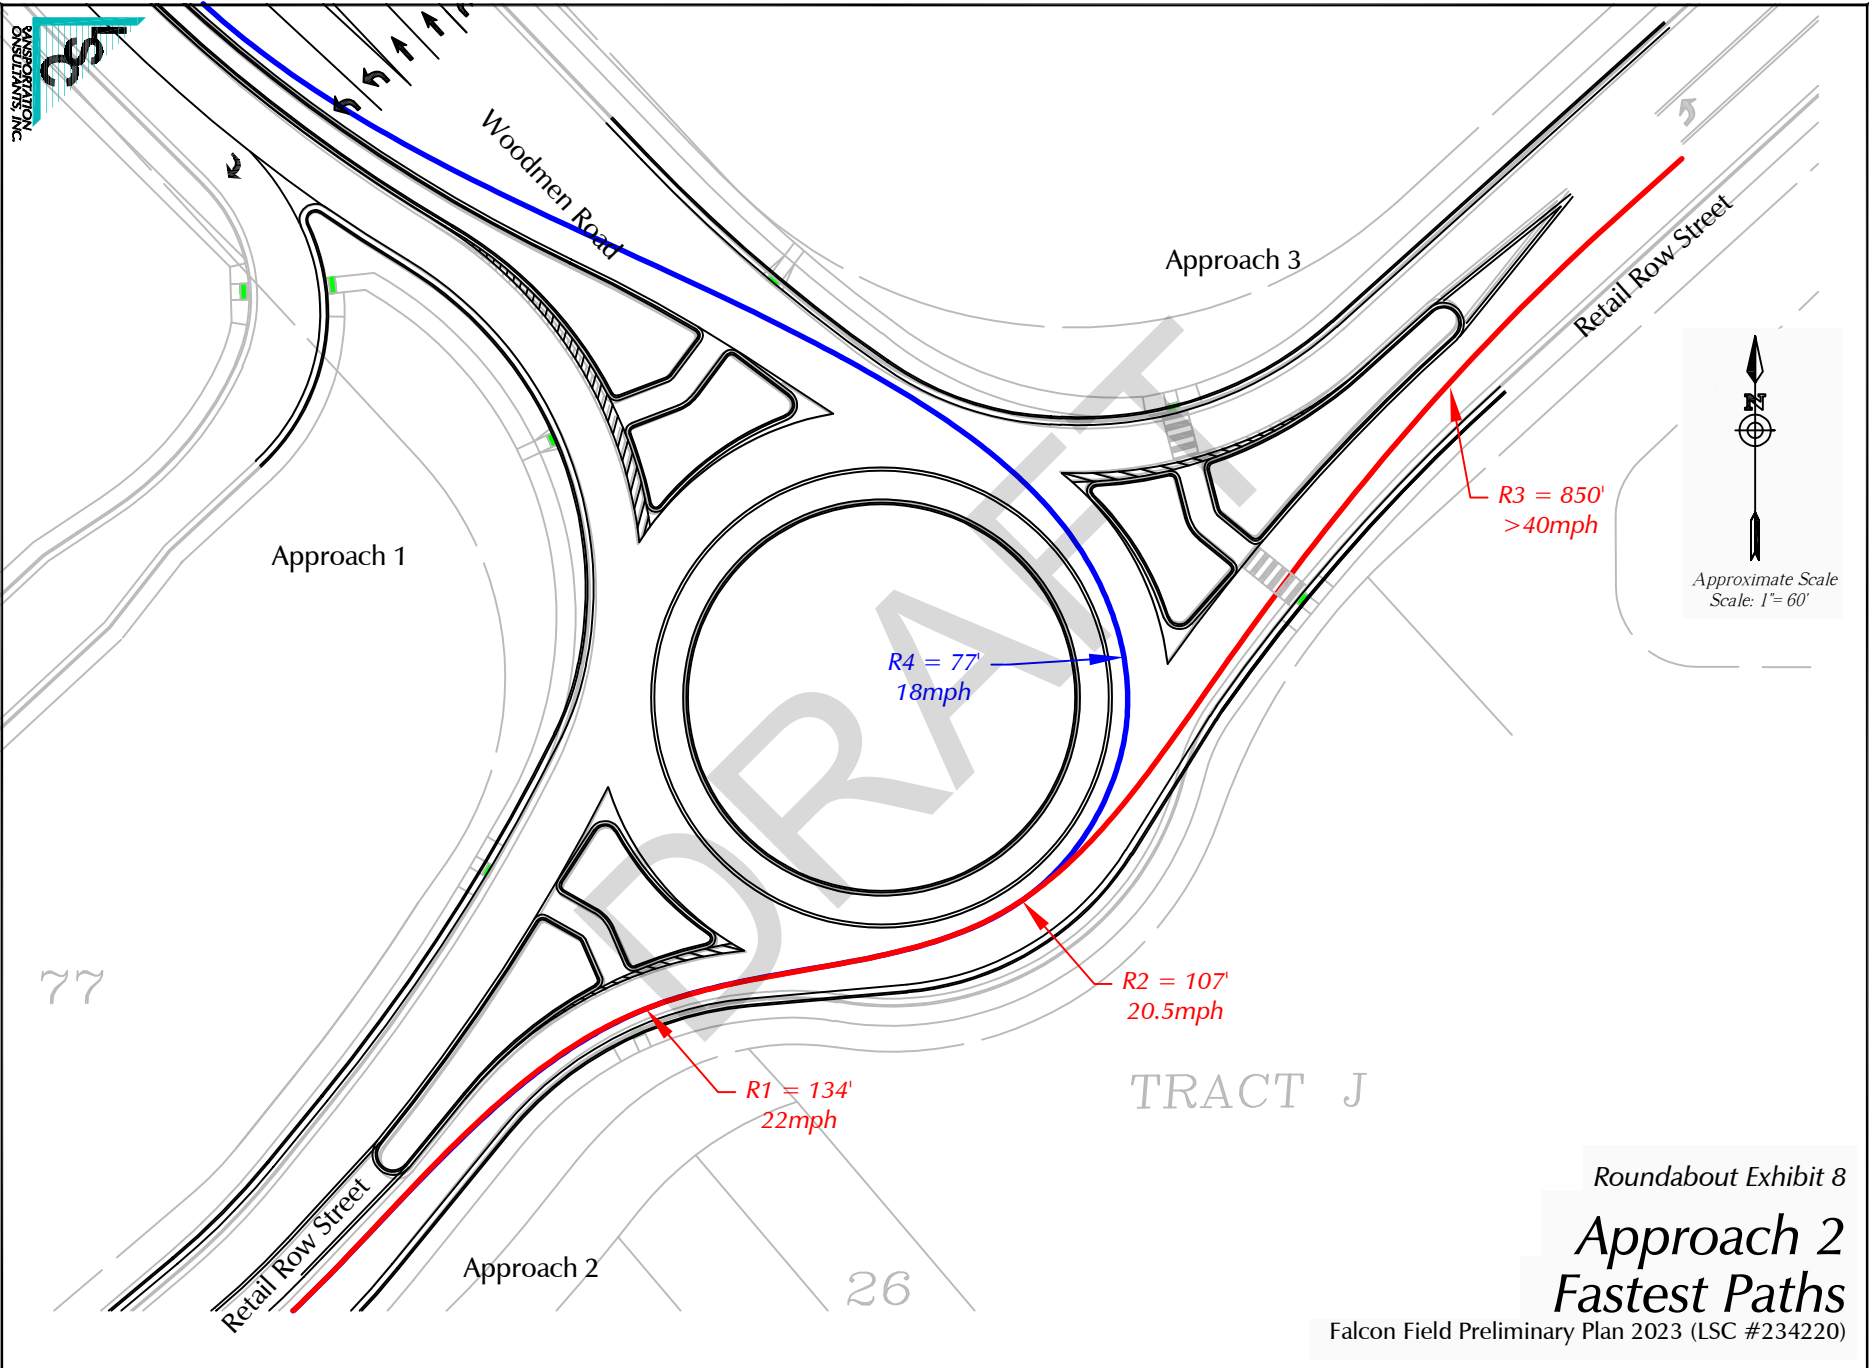 LSC
RANSPORTATION
ONSULTANTS, INC.
Woodmen Road
Approach 3
Retail Row Street
N
Approximate Scale
Scale: 1"= 60'
R3 = 850'
>40mph
Approach 1
R4 = 77'
18mph
DRAFT
77
R2 = 107'
20.5mph
R1 = 134'
22mph
TRACT J
Retail Row Street
Approach 2
26
Roundabout Exhibit 8
Approach 2
Fastest Paths
Falcon Field Preliminary Plan 2023 (LSC #234220)